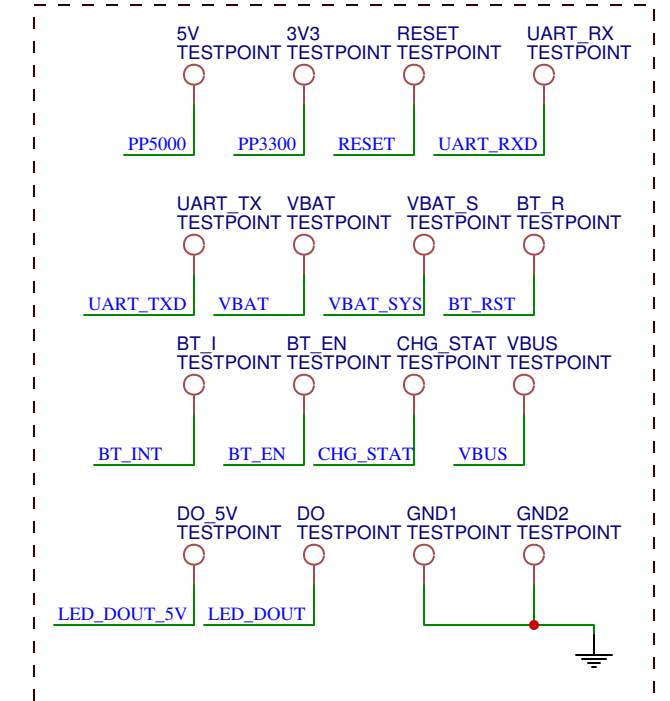 5V 3V3 RESET UART_RX
TESTPOINT TESTPOINT TESTPOINT TESTPOINT
PP5000 PP3300 RESET UART_RXD
UART_TX VBAT VBAT_S BT_R
TESTPOINT TESTPOINT TESTPOINT TESTPOINT
UART_TXD VBAT VBAT_SYS BT_RST
BT_I BT_EN CHG_STAT VBUS
TESTPOINT TESTPOINT TESTPOINT TESTPOINT
BT_INT BT_EN CHG_STAT VBUS
DO_5V DO GND1 GND2
TESTPOINT TESTPOINT TESTPOINT TESTPOINT
LED_DOUT_5V LED_DOUT